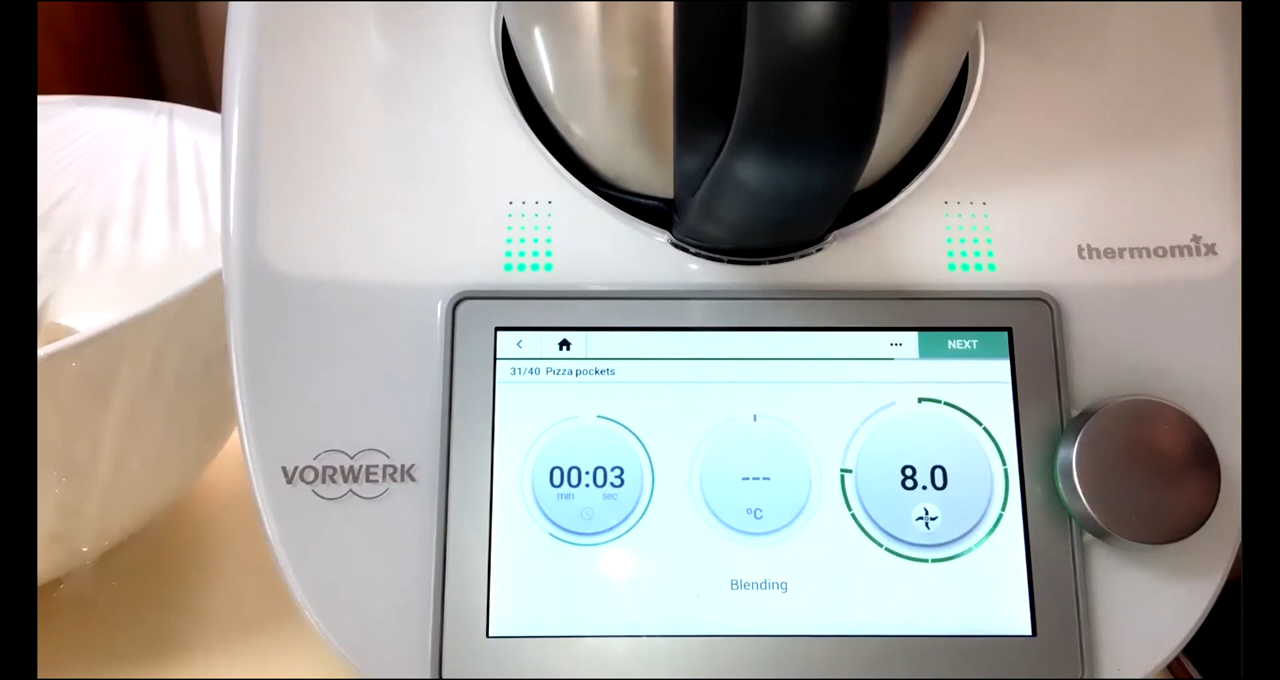 thermomix
NEXT
31/40 Pizza pockets
VORWERK
00:03
min sec
---
°C
8.0
Blending